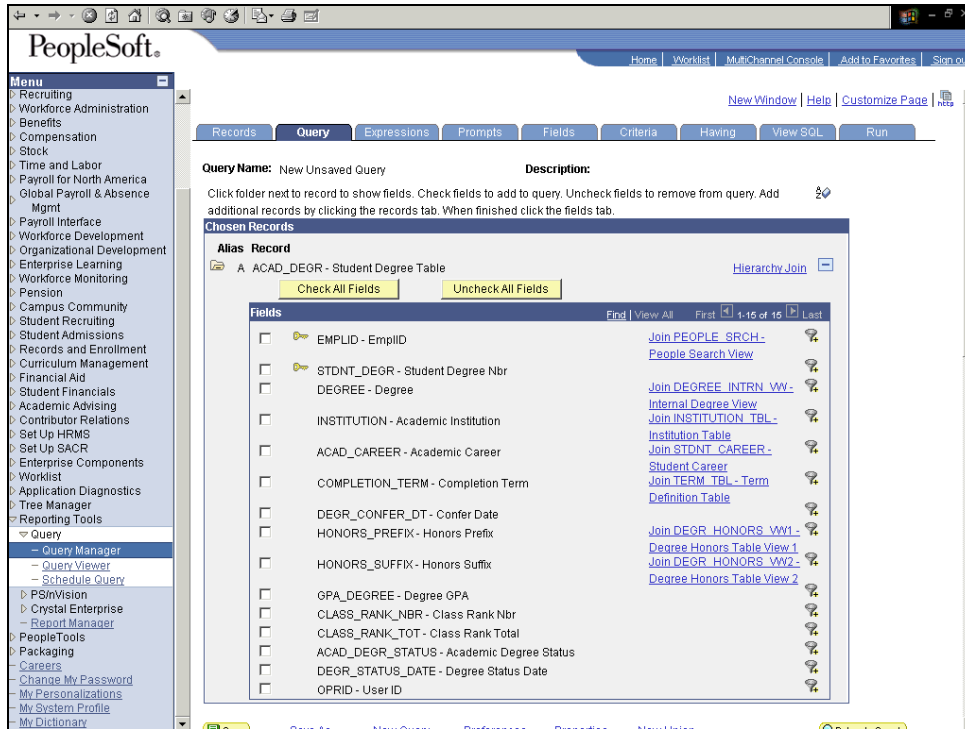 PeopleSoft.
Home | Worklist | MultiChannel Console | Add to Favorites | Sign ou
Menu
Recruiting
Workforce Administration
Benefits
Compensation
Stock
Time and Labor
Payroll for North America
Global Payroll & Absence
Mgmt
Payroll Interface
Workforce Development
Organizational Development
Enterprise Learning
Workforce Monitoring
Pension
Campus Community
Student Recruiting
Student Admissions
Records and Enrollment
Curriculum Management
Financial Aid
Student Financials
Academic Advising
Contributor Relations
Set Up HRMS
Set Up SACR
Enterprise Components
Worklist
Application Diagnostics
Tree Manager
Reporting Tools
Query
– Query Manager
– Query Viewer
– Schedule Query
PS/nVision
Crystal Enterprise
– Report Manager
PeopleTools
Packaging
– Careers
– Change My Password
– My Personalizations
– My System Profile
– My Dictionary
New Window | Help | Customize Page | http
Records Query Expressions Prompts Fields Criteria Having View SQL Run
Query Name: New Unsaved Query Description:
Click folder next to record to show fields. Check fields to add to query. Uncheck fields to remove from query. Add
additional records by clicking the records tab. When finished click the fields tab.
Chosen Records
Alias Record
A ACAD_DEGR - Student Degree Table Hierarchy Join
Check All Fields Uncheck All Fields
Fields Find | View All First 1-15 of 15 Last
EMPLID - EmplID Join PEOPLE_SRCH -
People Search View
STDNT_DEGR - Student Degree Nbr
DEGREE - Degree Join DEGREE_INTRN_VW -
Internal Degree View
INSTITUTION - Academic Institution Join INSTITUTION_TBL -
Institution Table
ACAD_CAREER - Academic Career Join STDNT_CAREER -
Student Career
COMPLETION_TERM - Completion Term Join TERM_TBL - Term
Definition Table
DEGR_CONFER_DT - Confer Date
HONORS_PREFIX - Honors Prefix Join DEGR_HONORS_VW1 -
Degree Honors Table View 1
HONORS_SUFFIX - Honors Suffix Join DEGR_HONORS_VW2 -
Degree Honors Table View 2
GPA_DEGREE - Degree GPA
CLASS_RANK_NBR - Class Rank Nbr
CLASS_RANK_TOT - Class Rank Total
ACAD_DEGR_STATUS - Academic Degree Status
DEGR_STATUS_DATE - Degree Status Date
OPRID - User ID
Save As New Query Preferences Properties New Union